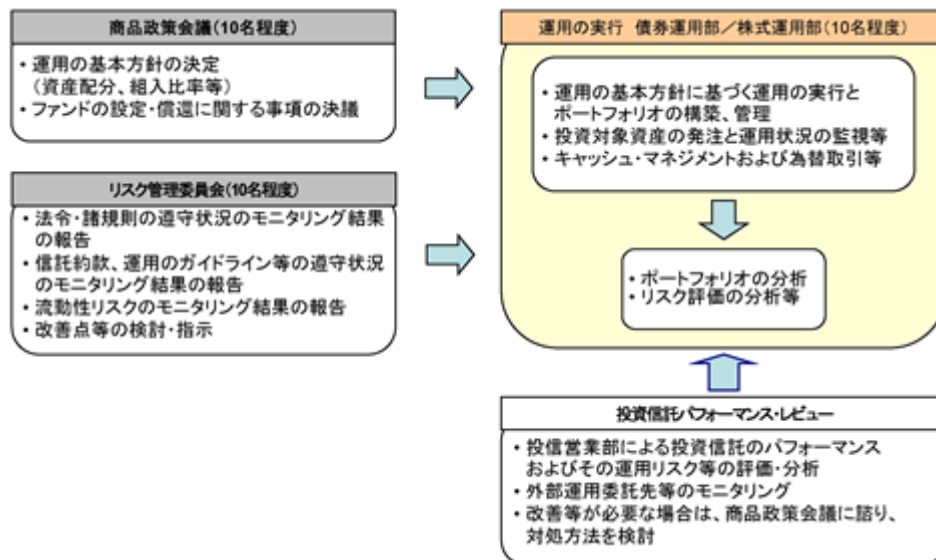 商品政策会議(10名程度)
・運用の基本方針の決定
(資産配分、組入比率等)
・ファンドの設定・償還に関する事項の決議
リスク管理委員会(10名程度)
・法令・諸規則の遵守状況のモニタリング結果
の報告
・信託約款、運用のガイドライン等の遵守状況
のモニタリング結果の報告
・流動性リスクのモニタリング結果の報告
・改善点等の検討・指示
運用の実行 債券運用部/株式運用部(10名程度)
・運用の基本方針に基づく運用の実行と
ポートフォリオの構築、管理
・投資対象資産の発注と運用状況の監視等
・キャッシュ・マネジメントおよび為替取引等
・ポートフォリオの分析
・リスク評価の分析等
投資信託パフォーマンス・レビュー
・投信営業部による投資信託のパフォーマンス
およびその運用リスク等の評価・分析
・外部運用委託先等のモニタリング
・改善等が必要な場合は、商品政策会議に諮り、
対処方法を検討